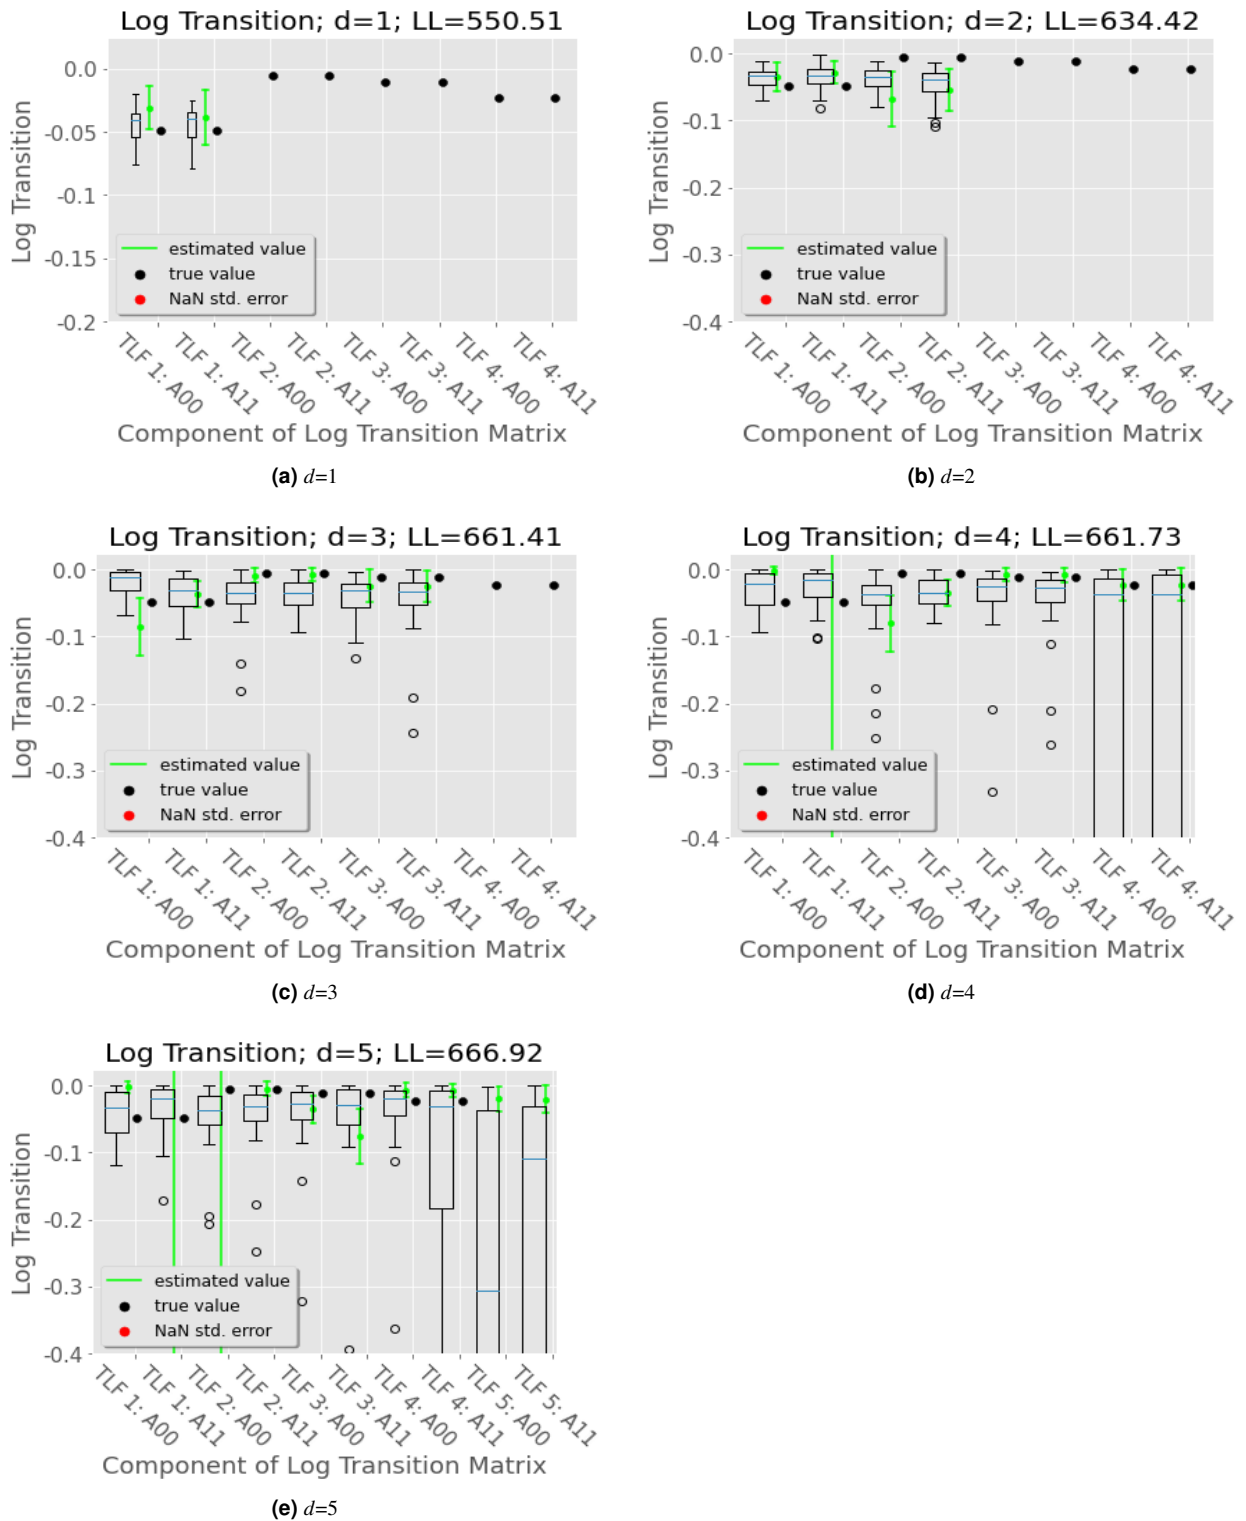 Log Transition; d=1; LL=550.51
Log Transition
0.0
-0.05
-0.1
-0.15
-0.2
estimated value
true value
NaN std. error
TLF 1: A00
TLF 1: A11
TLF 2: A00
TLF 2: A11
TLF 3: A00
TLF 3: A11
TLF 4: A00
TLF 4: A11
Component of Log Transition Matrix
(a) d=1
Log Transition; d=2; LL=634.42
Log Transition
0.0
-0.1
-0.2
-0.3
-0.4
estimated value
true value
NaN std. error
TLF 1: A00
TLF 1: A11
TLF 2: A00
TLF 2: A11
TLF 3: A00
TLF 3: A11
TLF 4: A00
TLF 4: A11
Component of Log Transition Matrix
(b) d=2
Log Transition; d=3; LL=661.41
Log Transition
0.0
-0.1
-0.2
-0.3
-0.4
estimated value
true value
NaN std. error
TLF 1: A00
TLF 1: A11
TLF 2: A00
TLF 2: A11
TLF 3: A00
TLF 3: A11
TLF 4: A00
TLF 4: A11
Component of Log Transition Matrix
(c) d=3
Log Transition; d=4; LL=661.73
Log Transition
0.0
-0.1
-0.2
-0.3
-0.4
estimated value
true value
NaN std. error
TLF 1: A00
TLF 1: A11
TLF 2: A00
TLF 2: A11
TLF 3: A00
TLF 3: A11
TLF 4: A00
TLF 4: A11
Component of Log Transition Matrix
(d) d=4
Log Transition; d=5; LL=666.92
Log Transition
0.0
-0.1
-0.2
-0.3
-0.4
estimated value
true value
NaN std. error
TLF 1: A00
TLF 1: A11
TLF 2: A00
TLF 2: A11
TLF 3: A00
TLF 3: A11
TLF 4: A00
TLF 4: A11
TLF 5: A00
TLF 5: A11
Component of Log Transition Matrix
(e) d=5